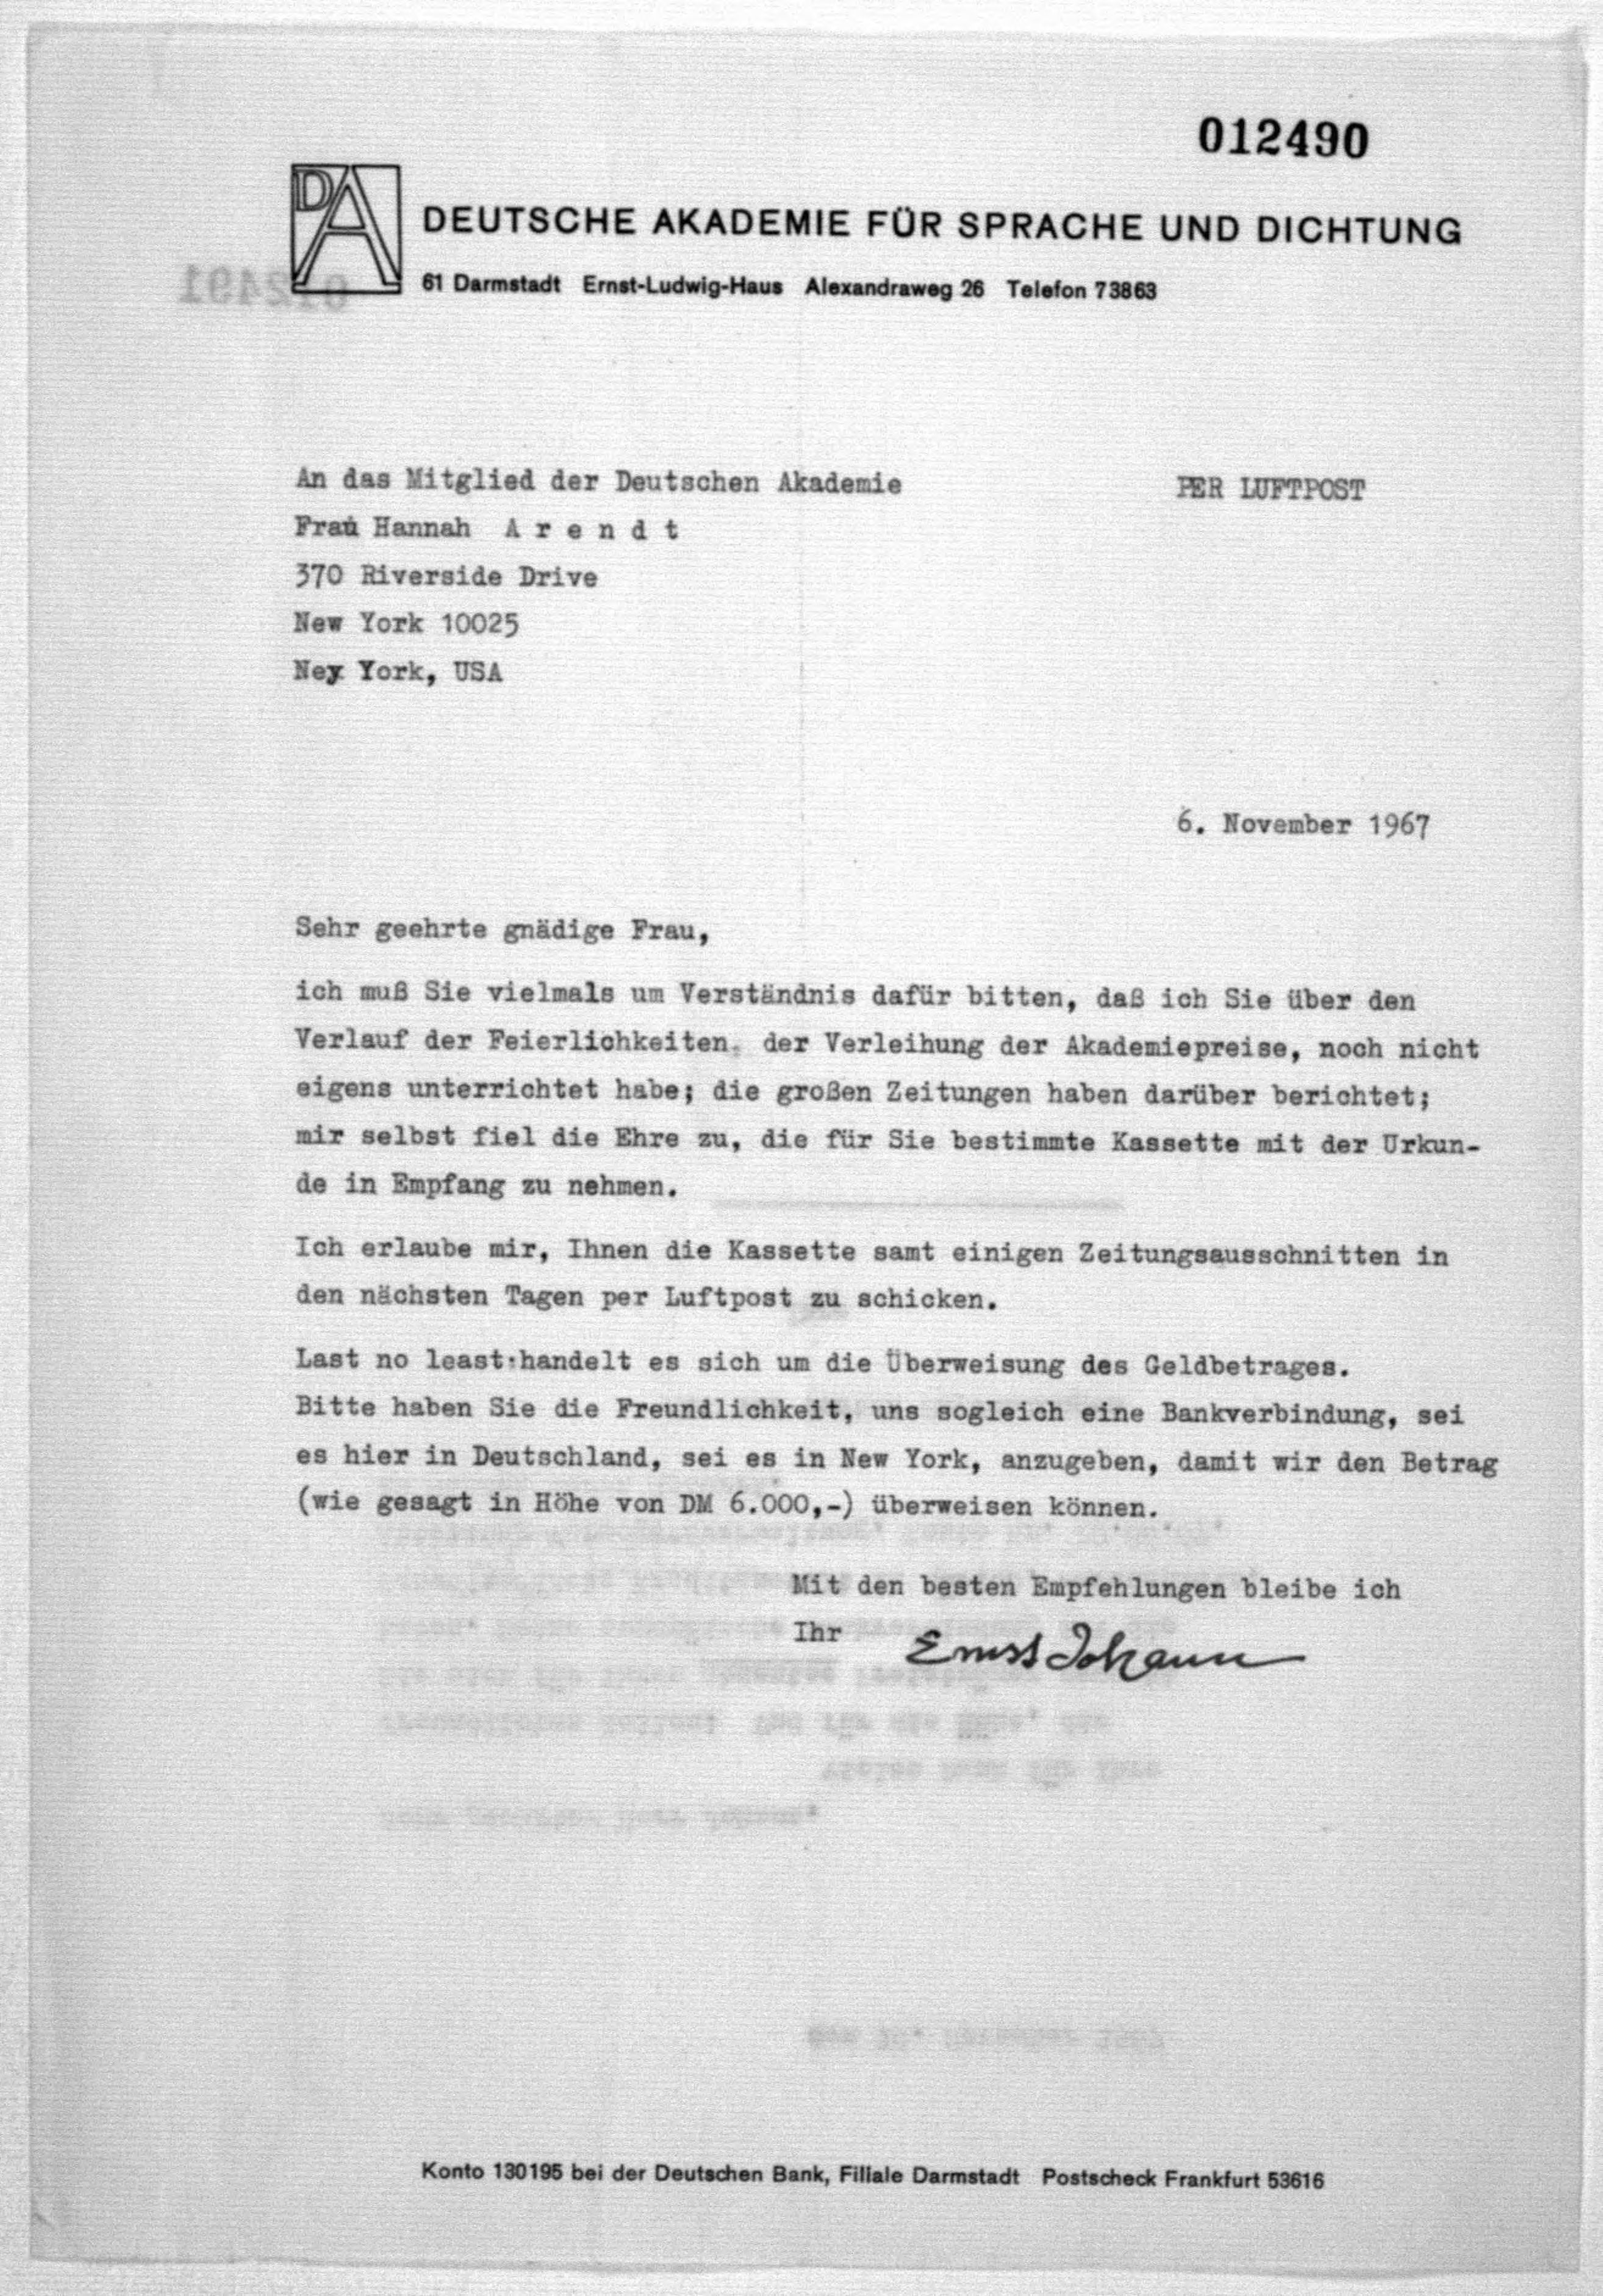 012490
DA
DEUTSCHE AKADEMIE FÜR SPRACHE UND DICHTUNG
61 Darmstadt Ernst-Ludwig-Haus Alexandraweg 26 Telefon 73863
012491
An das Mitglied der Deutschen Akademie
PER LUFTPOST
Frau Hannah A r e n d t
370 Riverside Drive
New York 10025
Ney York, USA
6. November 1967
Sehr geehrte gnädige Frau,
ich muß Sie vielmals um Verständnis dafür bitten, daß ich Sie über den
Verlauf der Feierlichkeiten, der Verleihung der Akademiepreise, noch nicht
eigens unterrichtet habe; die großen Zeitungen haben darüber berichtet;
mir selbst fiel die Ehre zu, die für Sie bestimmte Kassette mit der Urkun-
de in Empfang zu nehmen.
Ich erlaube mir, Ihnen die Kassette samt einigen Zeitungsausschnitten in
den nächsten Tagen per Luftpost zu schicken.
Last no least:handelt es sich um die Überweisung des Geldbetrages.
Bitte haben Sie die Freundlichkeit, uns sogleich eine Bankverbindung, sei
es hier in Deutschland, sei es in New York, anzugeben, damit wir den Betrag
(wie gesagt in Höhe von DM 6.000,-) überweisen können.
Mit den besten Empfehlungen bleibe ich
Ihr Ernst Johann
Konto 130195 bei der Deutschen Bank, Filiale Darmstadt Postscheck Frankfurt 53616